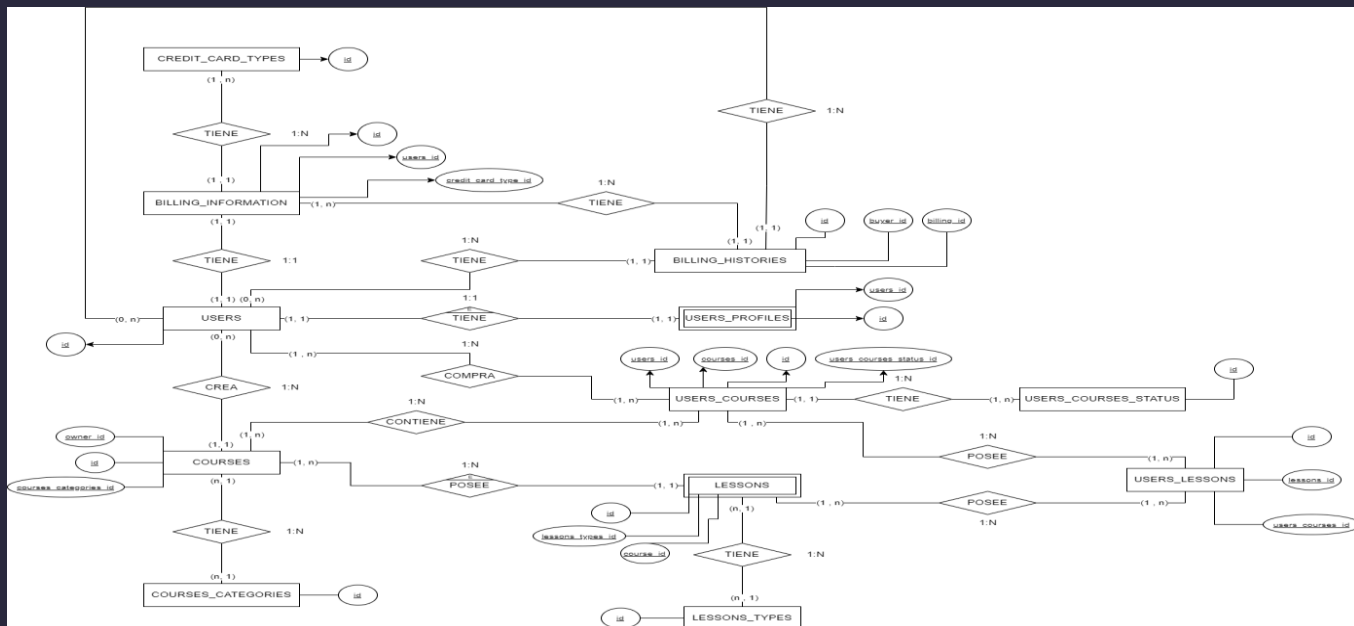 CREDIT_CARD_TYPES
id
(1 , n)
TIENE
1:N
TIENE
1:N
id
users_id
credit_card_type_id
(1, 1)
BILLING_INFORMATION
(1, n)
1:N
TIENE
(1, 1)
id
buyer_id
billing_id
(1, 1)
(1, 1)
BILLING_HISTORIES
TIENE
1:1
1:N
TIENE
(1, 1)
(1, 1)
(0, n)
1:1
users_id
(0, n)
USERS
(1, 1)
E
TIENE
(1, 1)
USERS_PROFILES
id
id
(0, n)
(1 , n)
1:N
COMPRA
users_id
courses_id
id
users_courses_status_id
id
CREA
1:N
1:N
(1, n)
USERS_COURSES
(1, 1)
TIENE
(1, n)
USERS_COURSES_STATUS
1:N
CONTIENE
(1, n)
(1 , n)
owner_id
(1, 1)
(1, n)
1:N
POSEE
(1, n)
id
id
COURSES
(1, n)
1:N
courses_categories_id
(n, 1)
E
POSEE
(1, 1)
LESSONS
USERS_LESSONS
lessons_id
id
(n, 1)
(1 , n)
POSEE
1:N
(1, n)
users_courses_id
lessons_types_id
course_id
TIENE
1:N
TIENE
1:N
(n, 1)
COURSES_CATEGORIES
id
(n , 1)
id
LESSONS_TYPES